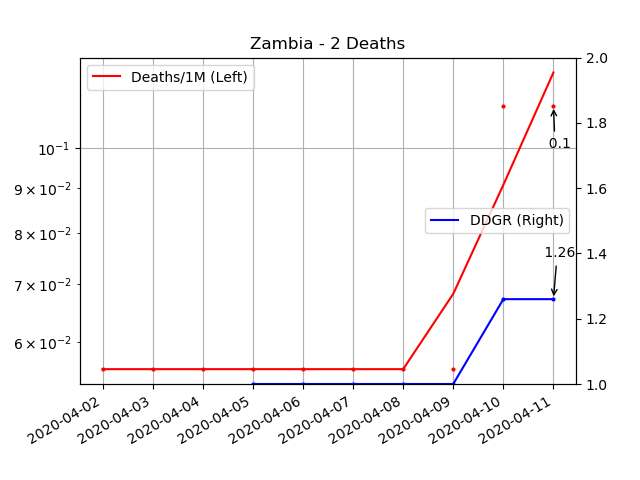 Zambia - 2 Deaths
Deaths/1M (Left)
DDGR (Right)
10⁻¹
9 × 10⁻²
8 × 10⁻²
7 × 10⁻²
6 × 10⁻²
2.0
1.8
1.6
1.4
1.2
1.0
0.1
1.26
2020-04-02
2020-04-03
2020-04-04
2020-04-05
2020-04-06
2020-04-07
2020-04-08
2020-04-09
2020-04-10
2020-04-11